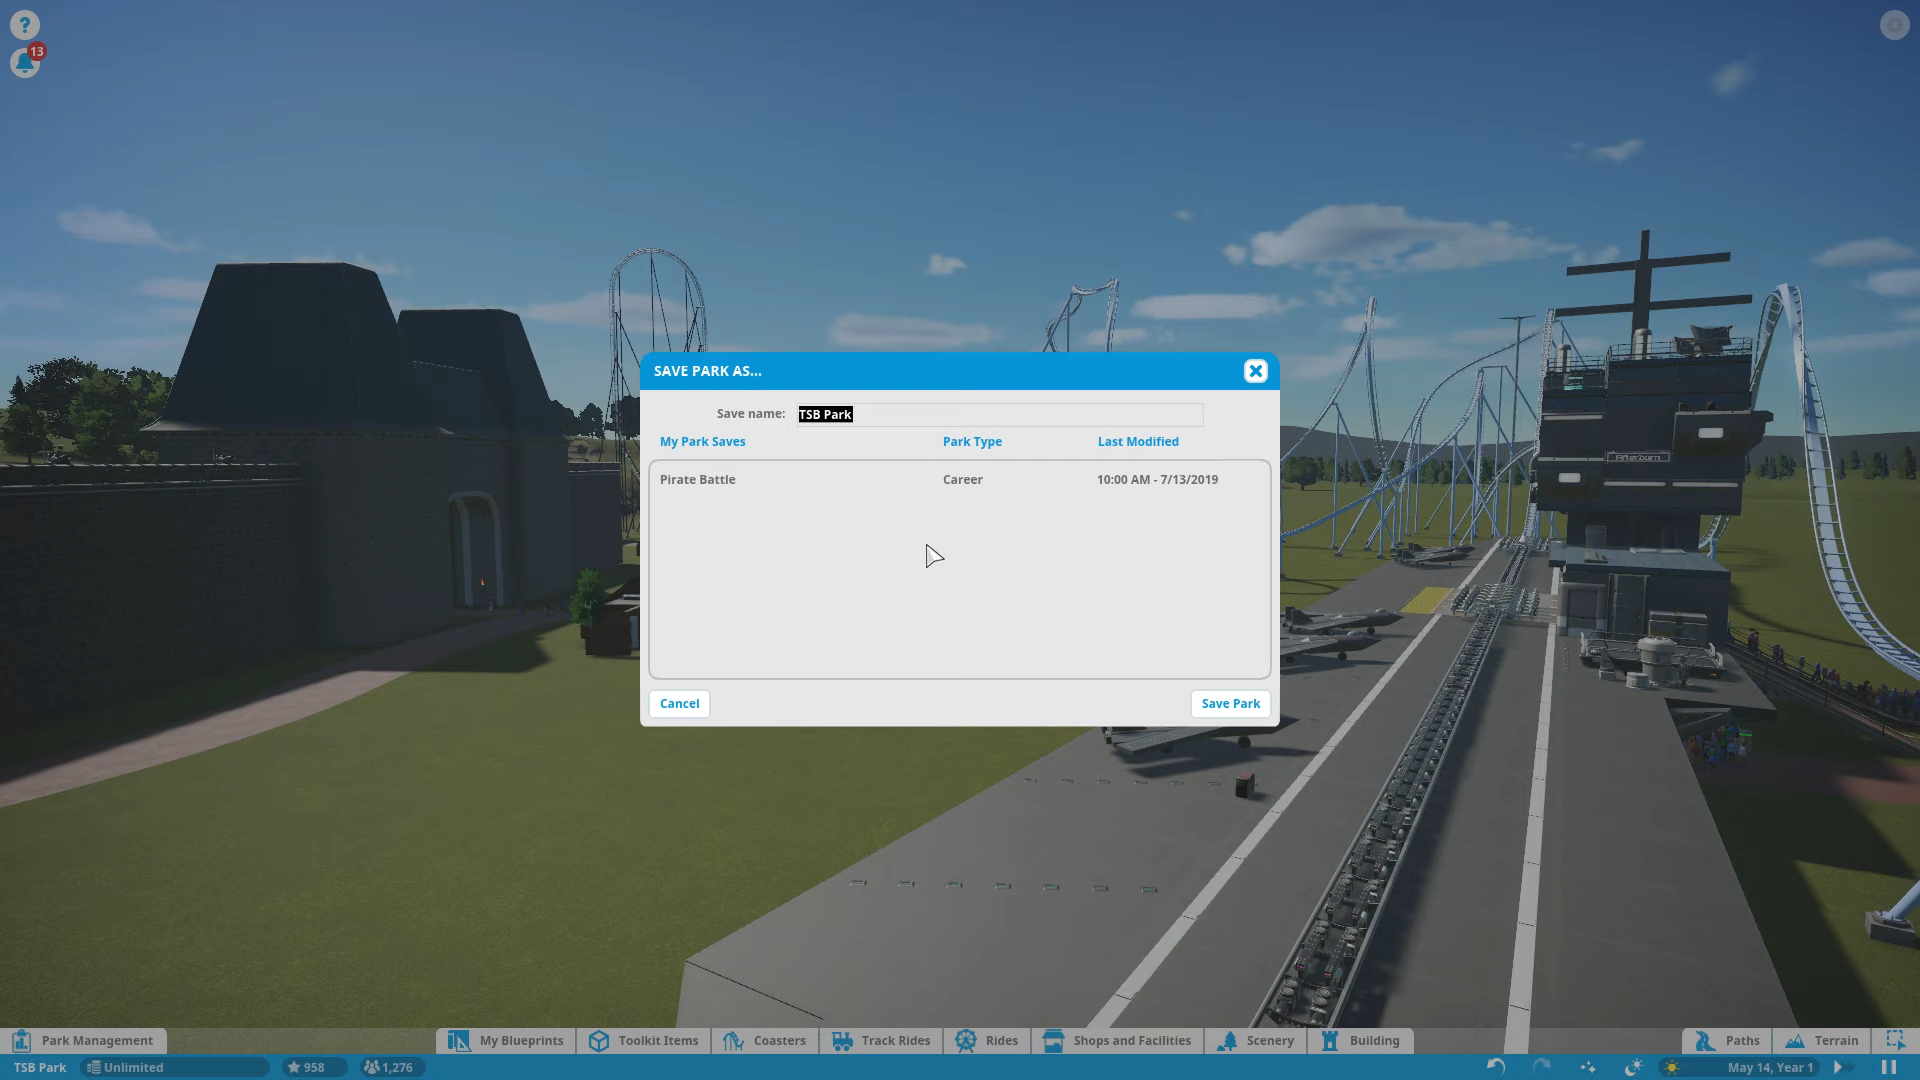 ?
13
SAVE PARK AS...
Save name: TSB Park
My Park Saves Park Type Last Modified
Pirate Battle Career 10:00 AM - 7/13/2019
Cancel Save Park
Afterburn
Park Management My Blueprints Toolkit Items Coasters Track Rides Rides Shops and Facilities Scenery Building Paths Terrain
TSB Park Unlimited 958 1,276 May 14, Year 1